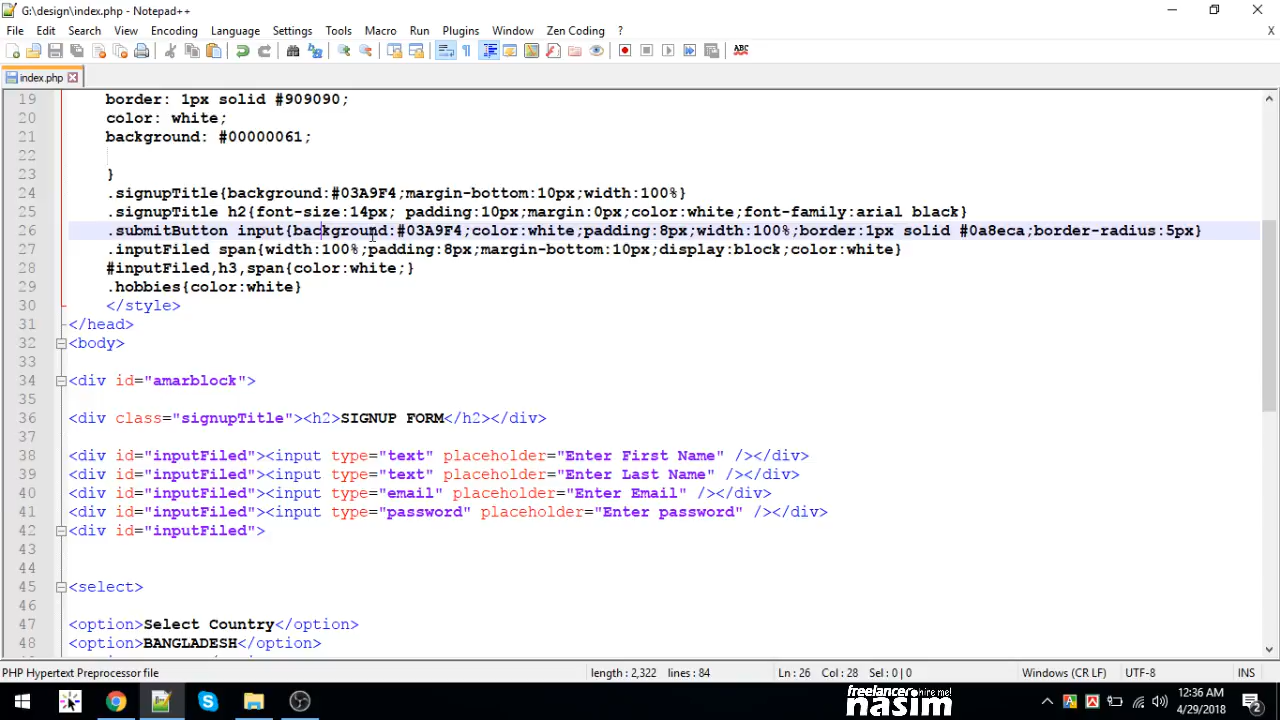 G:\design\index.php - Notepad++
File Edit Search View Encoding Language Settings Tools Macro Run Plugins Window Zen Coding ? X
ABC
index.php
19 border: 1px solid #909090;
20 color: white;
21 background: #00000061;
22
23 }
24 .signupTitle{background:#03A9F4;margin-bottom:10px;width:100%}
25 .signupTitle h2{font-size:14px; padding:10px;margin:0px;color:white;font-family:arial black}
26 .submitButton input{background:#03A9F4;color:white;padding:8px;width:100%;border:1px solid #0a8eca;border-radius:5px}
27 .inputFiled span{width:100%;padding:8px;margin-bottom:10px;display:block;color:white}
28 #inputFiled,h3,span{color:white;}
29 .hobbies{color:white}
30 </style>
31 </head>
32 <body>
33
34 <div id="amarblock">
35
36 <div class="signupTitle"><h2>SIGNUP FORM</h2></div>
37
38 <div id="inputFiled"><input type="text" placeholder="Enter First Name" /></div>
39 <div id="inputFiled"><input type="text" placeholder="Enter Last Name" /></div>
40 <div id="inputFiled"><input type="email" placeholder="Enter Email" /></div>
41 <div id="inputFiled"><input type="password" placeholder="Enter password" /></div>
42 <div id="inputFiled">
43
44
45 <select>
46
47 <option>Select Country</option>
48 <option>BANGLADESH</option>
PHP Hypertext Preprocessor file length : 2,322 lines : 84 Ln : 26 Col : 28 Sel : 0 | 0 Windows (CR LF) UTF-8 INS
freelancer hire me!
nasim
12:36 AM
4/29/2018
2